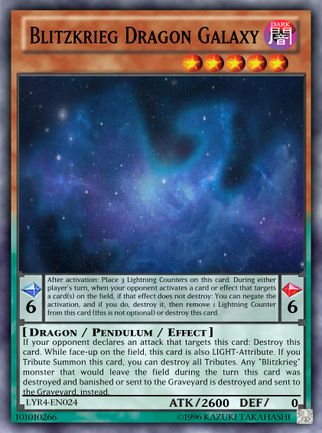 BLITZKRIEG DRAGON GALAXY
DARK
闇
After activation: Place 3 Lightning Counters on this card. During either
player's turn, when your opponent activates a card or effect that targets
a card(s) on the field, if that effect does not destroy: You can negate the
activation, and if you do, destroy it, then remove 1 Lightning Counter
from this card (this is not optional) or destroy this card.
6
6
[ DRAGON / PENDULUM / EFFECT ]
If your opponent declares an attack that targets this card: Destroy this
card. While face-up on the field, this card is also LIGHT-Attribute. If you
Tribute Summon this card, you can destroy all Tributes. Any "Blitzkrieg"
monster that would leave the field during the turn this card was
destroyed and banished or sent to the Graveyard is destroyed and sent to
the Graveyard, instead.
LYR4-EN024
ATK/2600 DEF/ 0
101010266
©1996 KAZUKI TAKAHASHI